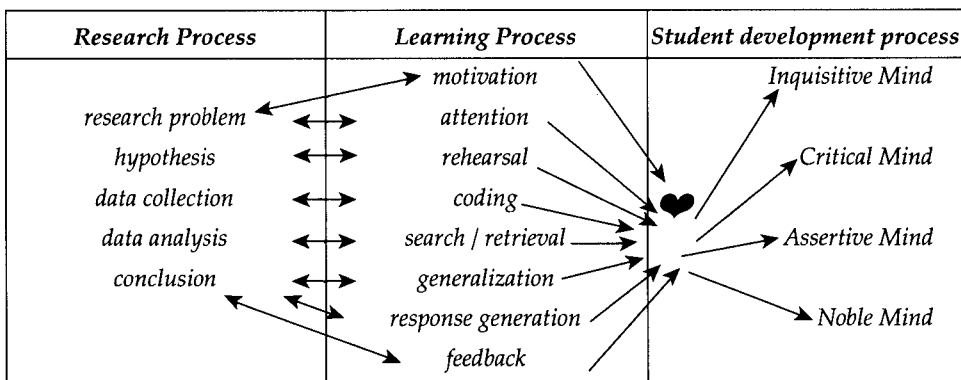 Research Process
Learning Process
Student development process
motivation
Inquisitive Mind
research problem
attention
hypothesis
rehearsal
Critical Mind
data collection
coding
data analysis
search / retrieval
Assertive Mind
conclusion
generalization
response generation
Noble Mind
feedback